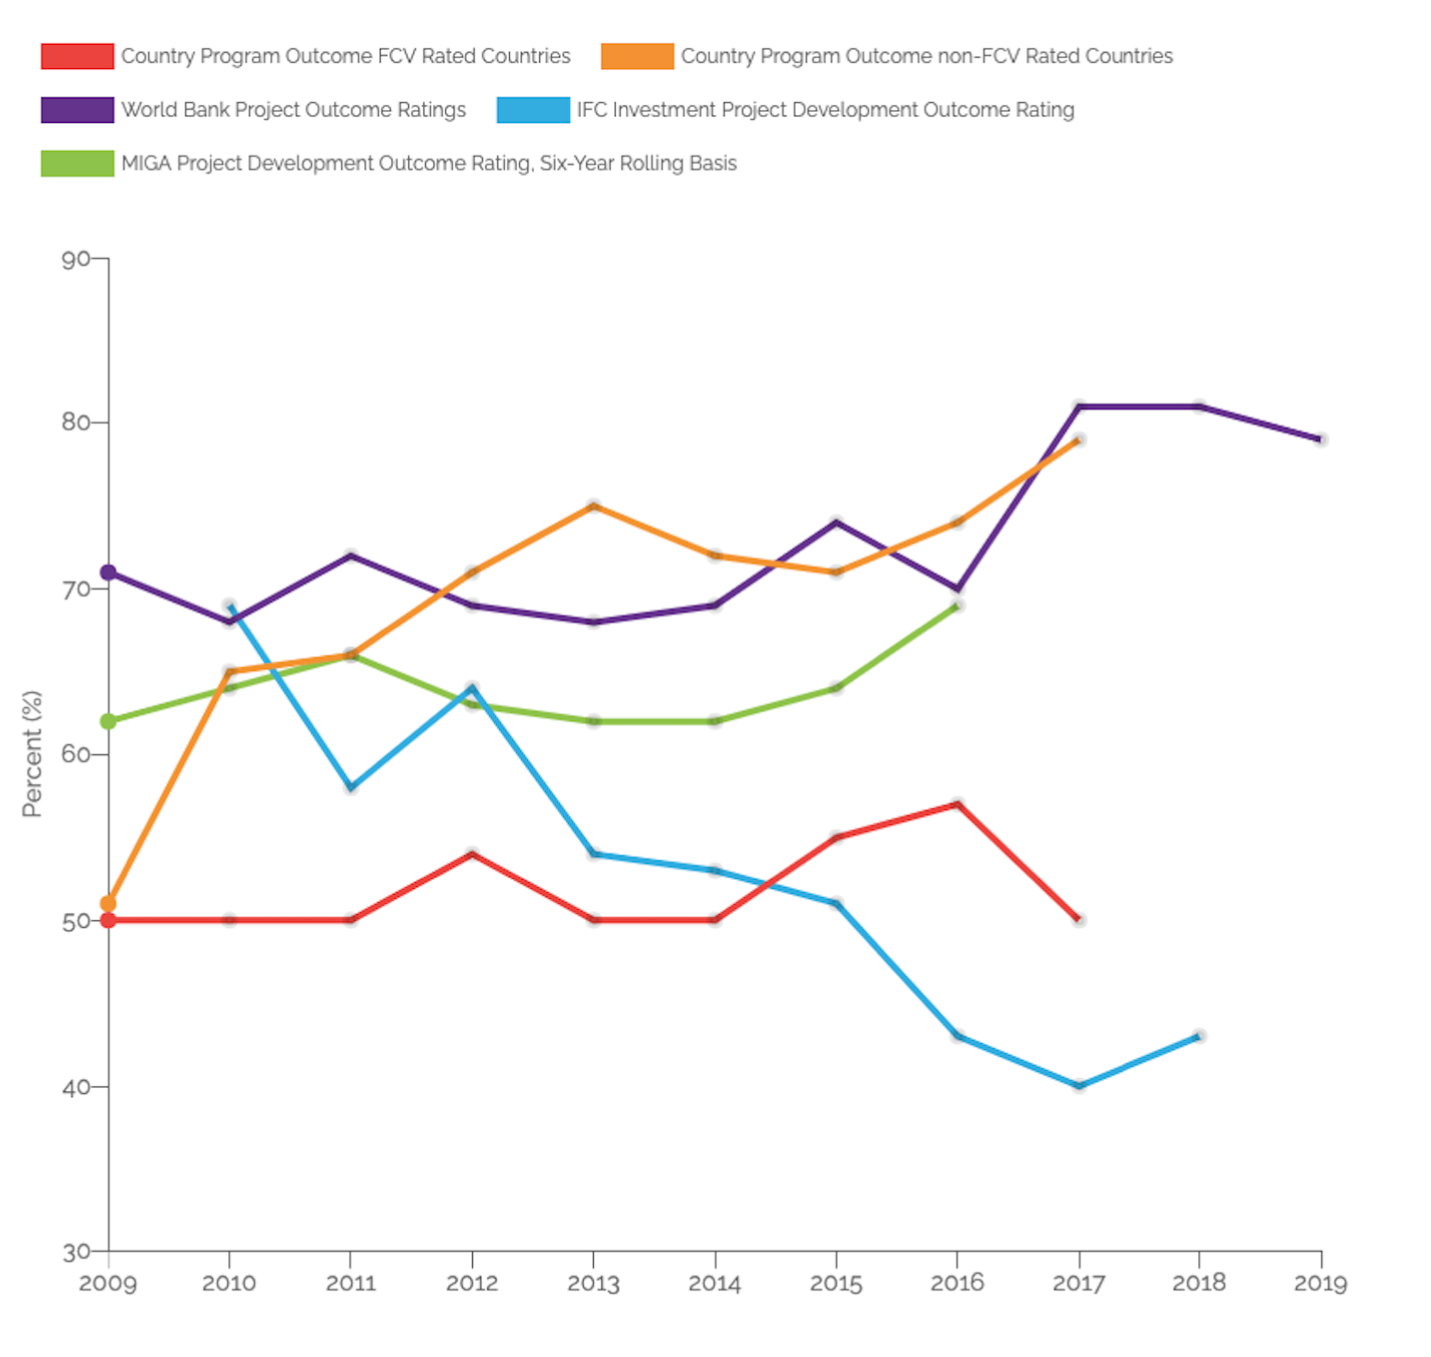 Country Program Outcome FCV Rated Countries
Country Program Outcome non-FCV Rated Countries
World Bank Project Outcome Ratings
IFC Investment Project Development Outcome Rating
MIGA Project Development Outcome Rating, Six-Year Rolling Basis
90
80
70
60
50
40
30
Percent (%)
2009 2010 2011 2012 2013 2014 2015 2016 2017 2018 2019